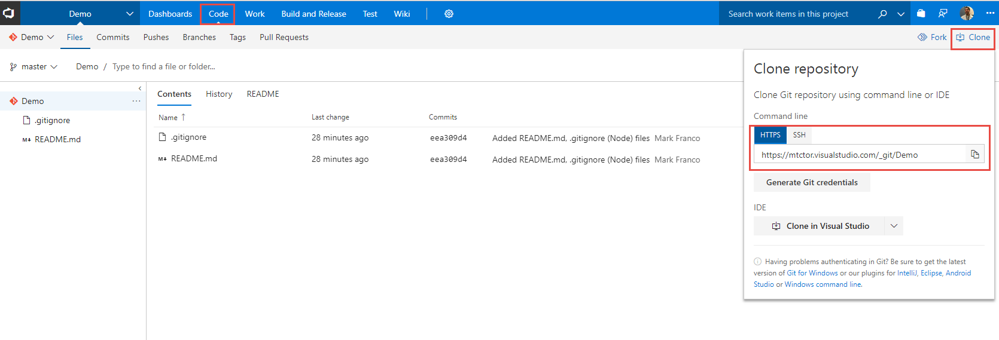 Demo Dashboards Code Work Build and Release Test Wiki Search work items in this project
Demo Files Commits Pushes Branches Tags Pull Requests Fork Clone
master Demo / Type to find a file or folder...
Demo
.gitignore
README.md
Contents History README
Name Last change Commits
.gitignore 28 minutes ago eea309d4 Added README.md, .gitignore (Node) files Mark Franco
README.md 28 minutes ago eea309d4 Added README.md, .gitignore (Node) files Mark Franco
Clone repository
Clone Git repository using command line or IDE
Command line
HTTPS SSH
https://mtctor.visualstudio.com/_git/Demo
Generate Git credentials
IDE
Clone in Visual Studio
Having problems authenticating in Git? Be sure to get the latest
version of Git for Windows or our plugins for IntelliJ, Eclipse, Android
Studio or Windows command line.